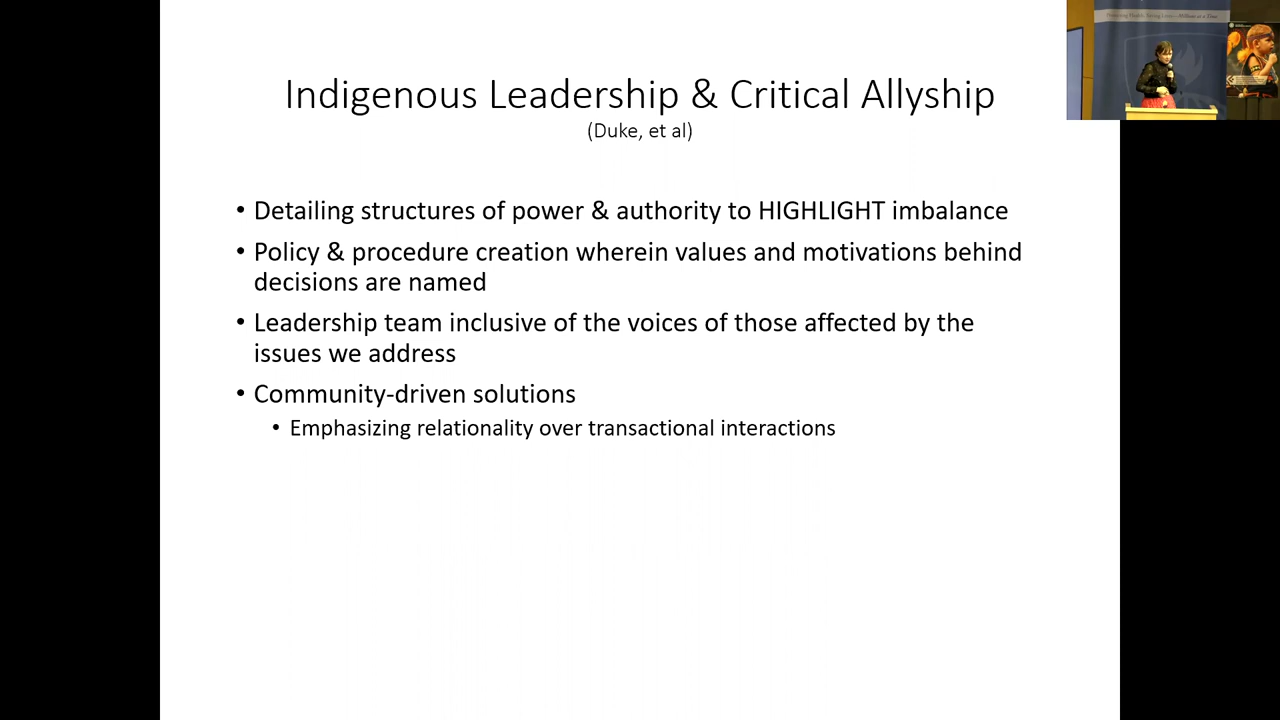 Indigenous Leadership & Critical Allyship
(Duke, et al)
• Detailing structures of power & authority to HIGHLIGHT imbalance
• Policy & procedure creation wherein values and motivations behind
decisions are named
• Leadership team inclusive of the voices of those affected by the
issues we address
• Community-driven solutions
• Emphasizing relationality over transactional interactions